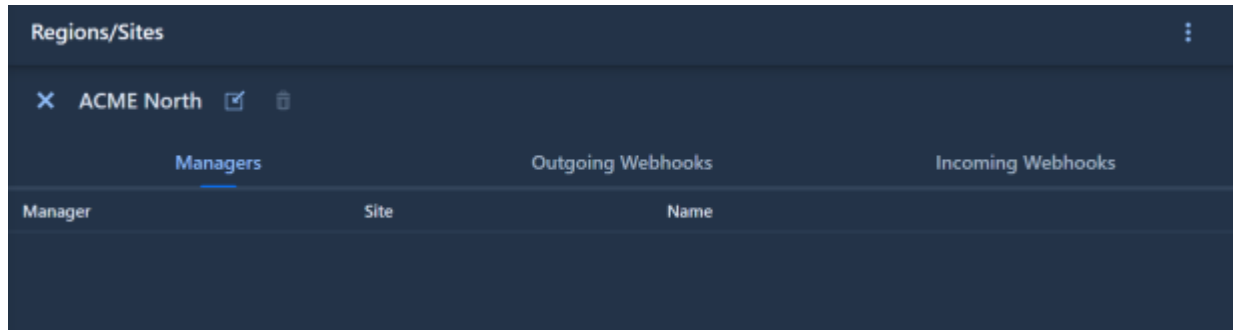 Regions/Sites
ACME North
Managers Outgoing Webhooks Incoming Webhooks
Manager Site Name